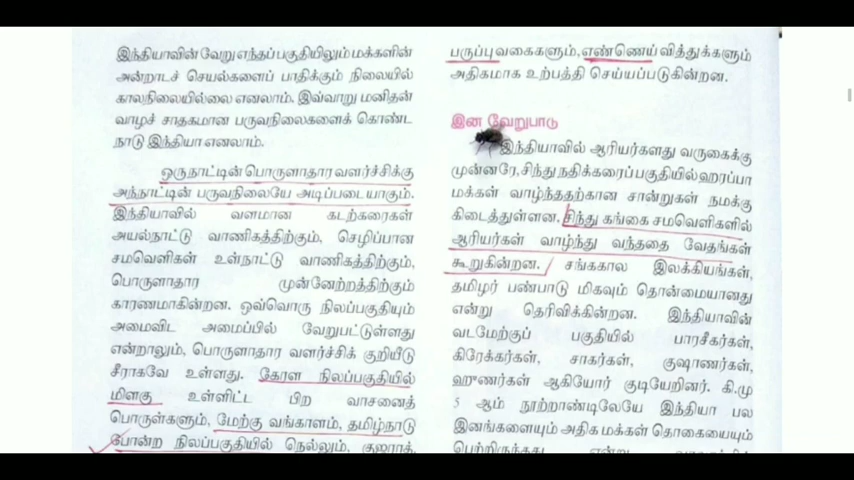 இந்தியாவின் வேறு எந்தப்பகுதியிலும் மக்களின்
அன்றாடச் செயல்களைப் பாதிக்கும் நிலையில்
காலநிலையில்லை எனலாம். இவ்வாறு மனிதன்
வாழச் சாதகமான பருவநிலைகளைக் கொண்ட
நாடு இந்தியா எனலாம்.
ஒருநாட்டின் பொருளாதார வளர்ச்சிக்கு
அந்நாட்டின் பருவநிலையே அடிப்படையாகும்.
இந்தியாவில் வளமான கடற்கரைகள்
அயல்நாட்டு வாணிகத்திற்கும், செழிப்பான
சமவெளிகள் உள்நாட்டு வாணிகத்திற்கும்,
பொருளாதார முன்னேற்றத்திற்கும்
காரணமாகின்றன. ஒவ்வொரு நிலப்பகுதியும்
அமைவிட அமைப்பில் வேறுபட்டுள்ளது
என்றாலும், பொருளாதார வளர்ச்சிக் குறியீடு
சீராகவே உள்ளது. கேரள நிலப்பகுதியில்
மிளகு உள்ளிட்ட பிற வாசனைத்
பொருள்களும், மேற்கு வங்காளம், தமிழ்நாடு
போன்ற நிலப்பகுதியில் நெல்லும், குஜராத்,
பருப்பு வகைகளும், எண்ணெய் வித்துக்களும்
அதிகமாக உற்பத்தி செய்யப்படுகின்றன.
இன வேறுபாடு
இந்தியாவில் ஆரியர்களது வருகைக்கு
முன்னரே, சிந்து நதிக்கரைப்பகுதியில் ஹரப்பா
மக்கள் வாழ்ந்ததற்கான சான்றுகள் நமக்கு
கிடைத்துள்ளன. சிந்து கங்கை சமவெளிகளில்
ஆரியர்கள் வாழ்ந்து வந்ததை வேதங்கள்
கூறுகின்றன. சங்ககால இலக்கியங்கள்,
தமிழர் பண்பாடு மிகவும் தொன்மையானது
என்று தெரிவிக்கின்றன. இந்தியாவின்
வடமேற்குப் பகுதியில் பாரசீகர்கள்,
கிரேக்கர்கள், சாகர்கள், குஷாணர்கள்,
ஹுணர்கள் ஆகியோர் குடியேறினர். கி.மு
5 ஆம் நூற்றாண்டிலேயே இந்தியா பல
இனங்களையும் அதிக மக்கள் தொகையையும்
பெற்றிருந்தது என்று